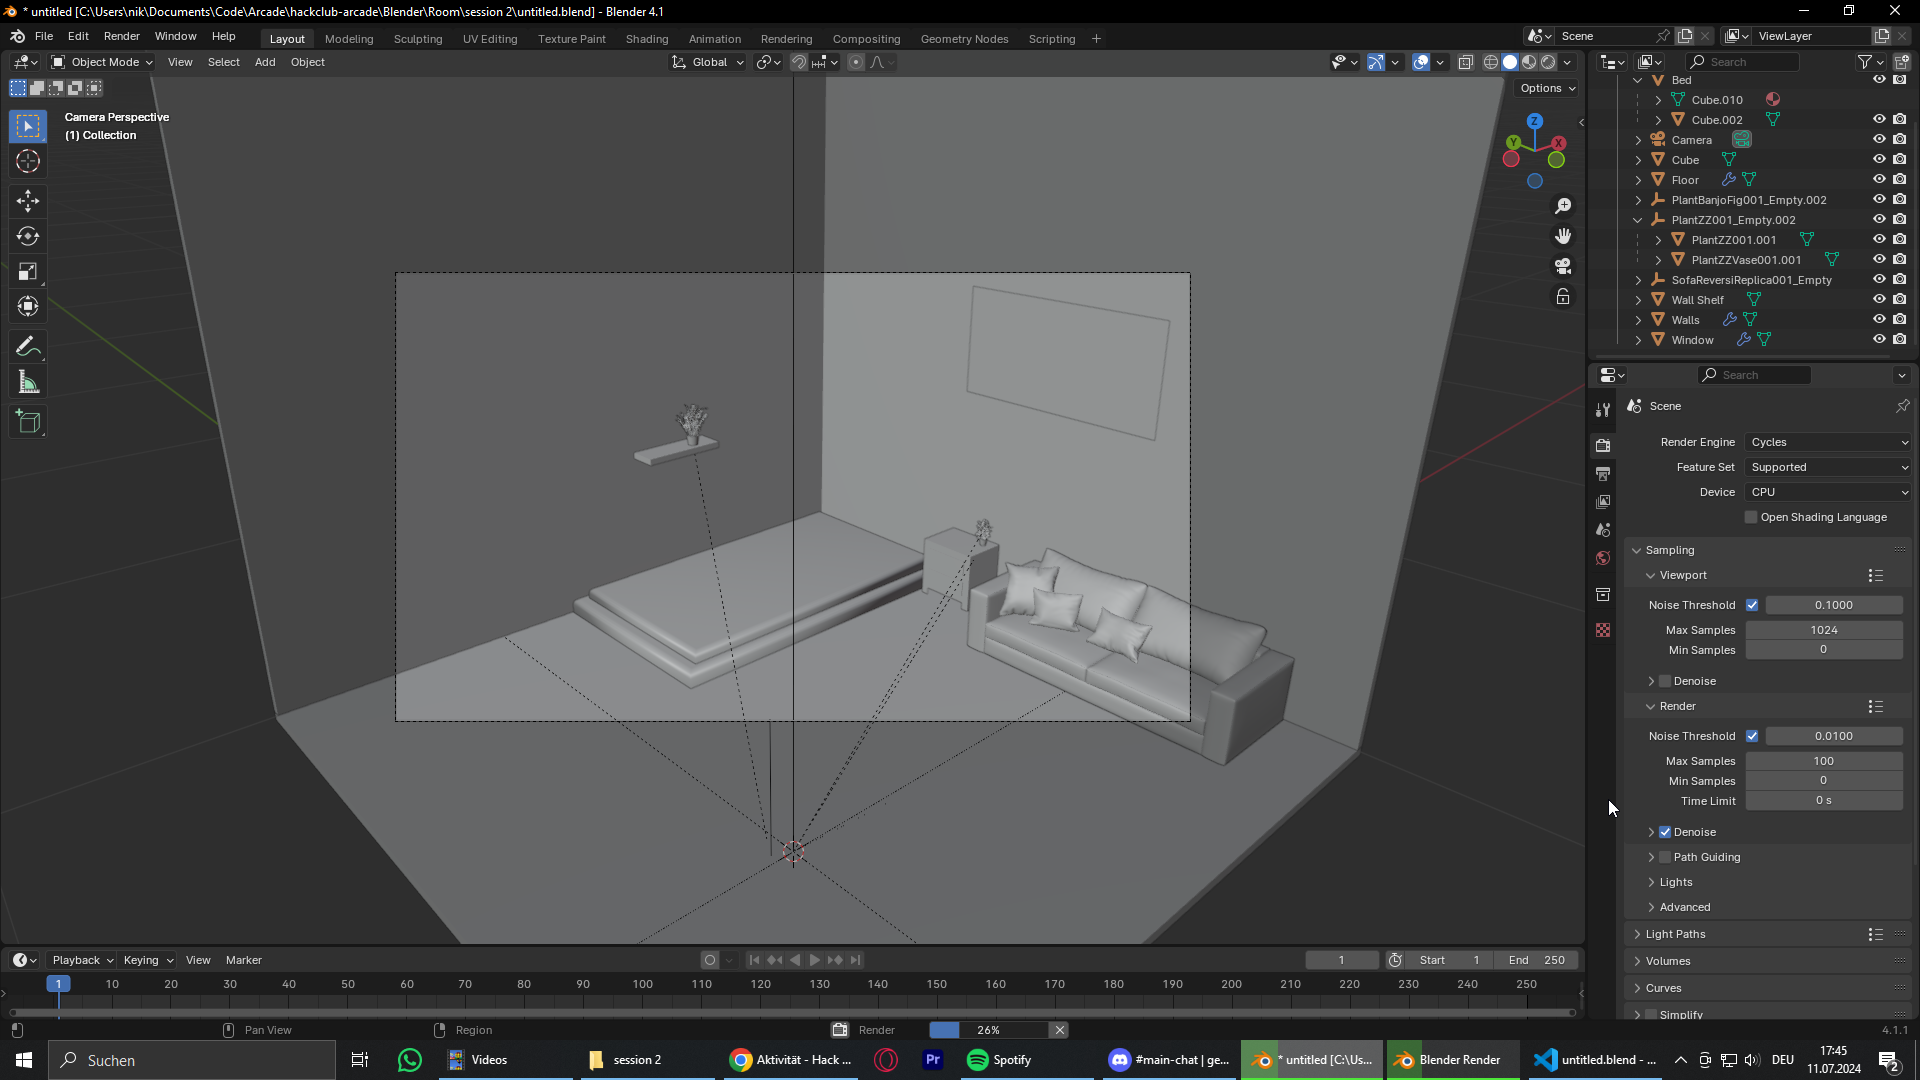 * untitled [C:\Users\nik\Documents\Code\Arcade\hackclub-arcade\Blender\Room\session 2\untitled.blend] - Blender 4.1
File Edit Render Window Help
Layout Modeling Sculpting UV Editing Texture Paint Shading Animation Rendering Compositing Geometry Nodes Scripting
Scene
ViewLayer
Object Mode View Select Add Object
Global
Search
Options
Camera Perspective
(1) Collection
Z
Y
X
Bed
Cube.010
Cube.002
Camera
Cube
Floor
PlantBanjoFig001_Empty.002
PlantZZ001_Empty.002
PlantZZ001.001
PlantZZVase001.001
SofaReversiReplica001_Empty
Wall Shelf
Walls
Window
Search
Scene
Render Engine Cycles
Feature Set Supported
Device CPU
Open Shading Language
Sampling
Viewport
Noise Threshold 0.1000
Max Samples 1024
Min Samples 0
Denoise
Render
Noise Threshold 0.0100
Max Samples 100
Min Samples 0
Time Limit 0 s
Denoise
Path Guiding
Lights
Advanced
Light Paths
Volumes
Curves
Simplify
Playback Keying View Marker
1 Start 1 End 250
1 10 20 30 40 50 60 70 80 90 100 110 120 130 140 150 160 170 180 190 200 210 220 230 240 250
Pan View Region Render 26% 4.1.1
Suchen
Videos
session 2
Aktivität - Hack ...
Pr
Spotify
#main-chat | ge...
* untitled [C:\Us...
Blender Render
untitled.blend - ...
DEU
17:45
11.07.2024
2